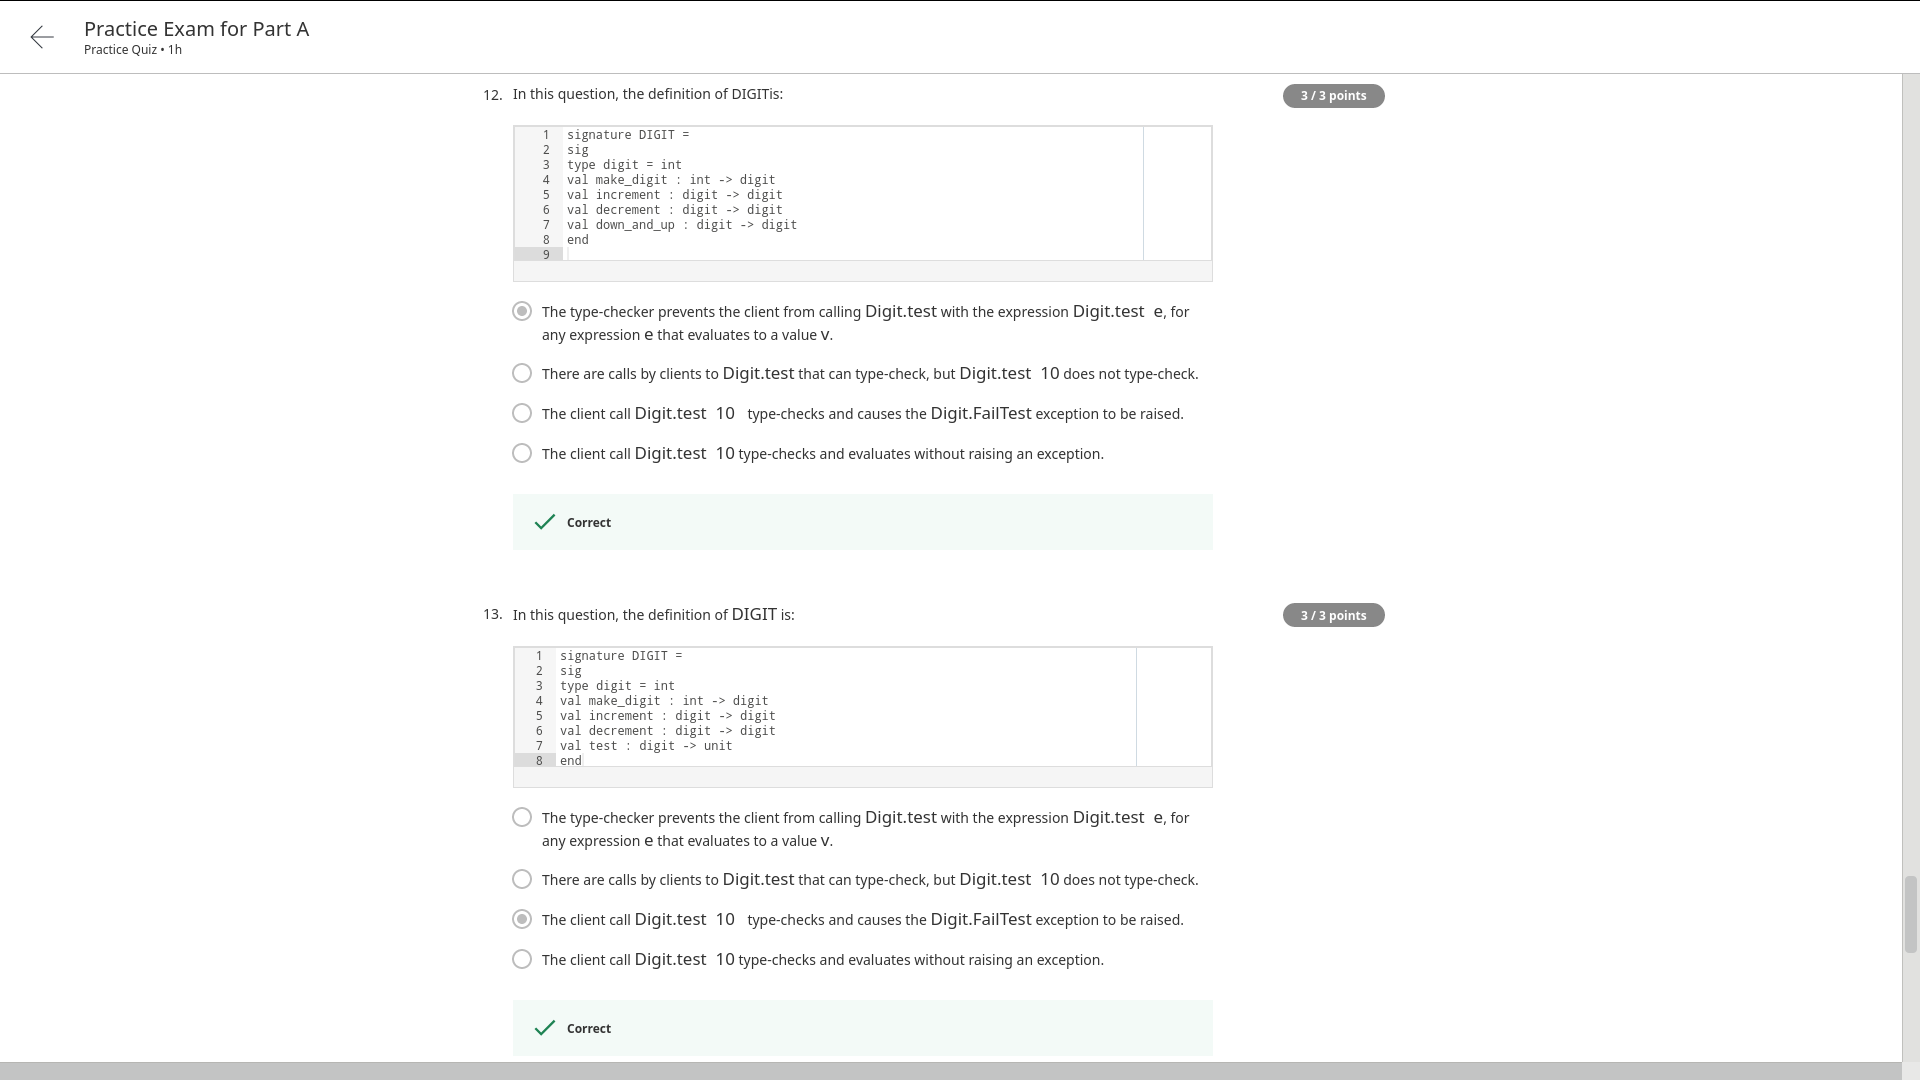 Practice Exam for Part A
Practice Quiz • 1h
12. In this question, the definition of DIGITis:
3 / 3 points
1 signature DIGIT =
2 sig
3 type digit = int
4 val make_digit : int -> digit
5 val increment : digit -> digit
6 val decrement : digit -> digit
7 val down_and_up : digit -> digit
8 end
9
The type-checker prevents the client from calling Digit.test with the expression Digit.test e, for
any expression e that evaluates to a value v.
There are calls by clients to Digit.test that can type-check, but Digit.test 10 does not type-check.
The client call Digit.test 10 type-checks and causes the Digit.FailTest exception to be raised.
The client call Digit.test 10 type-checks and evaluates without raising an exception.
Correct
13. In this question, the definition of DIGIT is:
3 / 3 points
1 signature DIGIT =
2 sig
3 type digit = int
4 val make_digit : int -> digit
5 val increment : digit -> digit
6 val decrement : digit -> digit
7 val test : digit -> unit
8 end
The type-checker prevents the client from calling Digit.test with the expression Digit.test e, for
any expression e that evaluates to a value v.
There are calls by clients to Digit.test that can type-check, but Digit.test 10 does not type-check.
The client call Digit.test 10 type-checks and causes the Digit.FailTest exception to be raised.
The client call Digit.test 10 type-checks and evaluates without raising an exception.
Correct